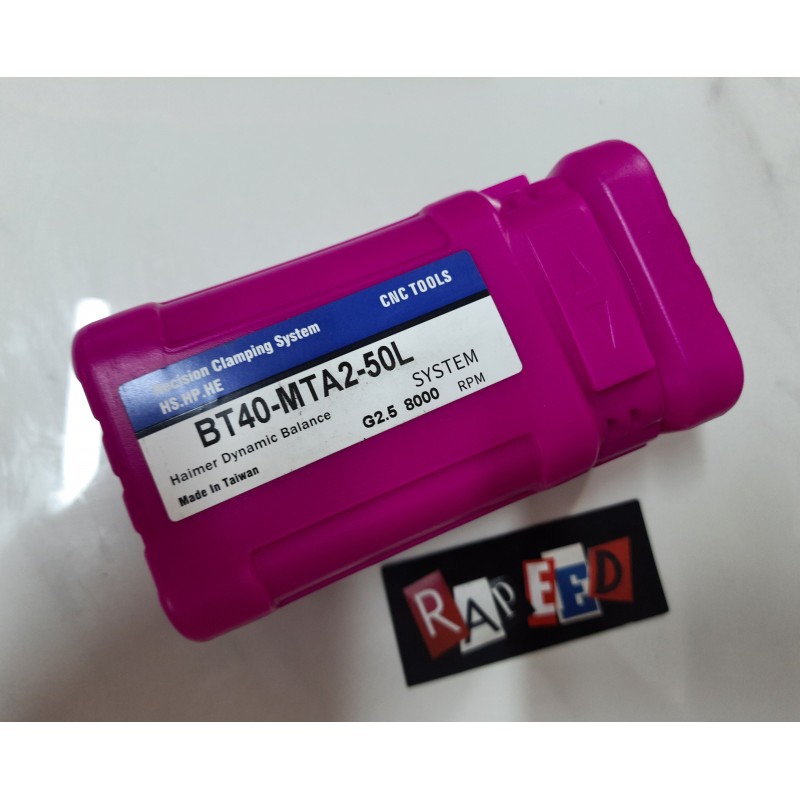 Precision Clamping System
CNC TOOLS
HS.HP.HE
BT40-MTA2-50L
SYSTEM
Haimer Dynamic Balance
G2.5 8000 RPM
Made In Taiwan
RAPEED